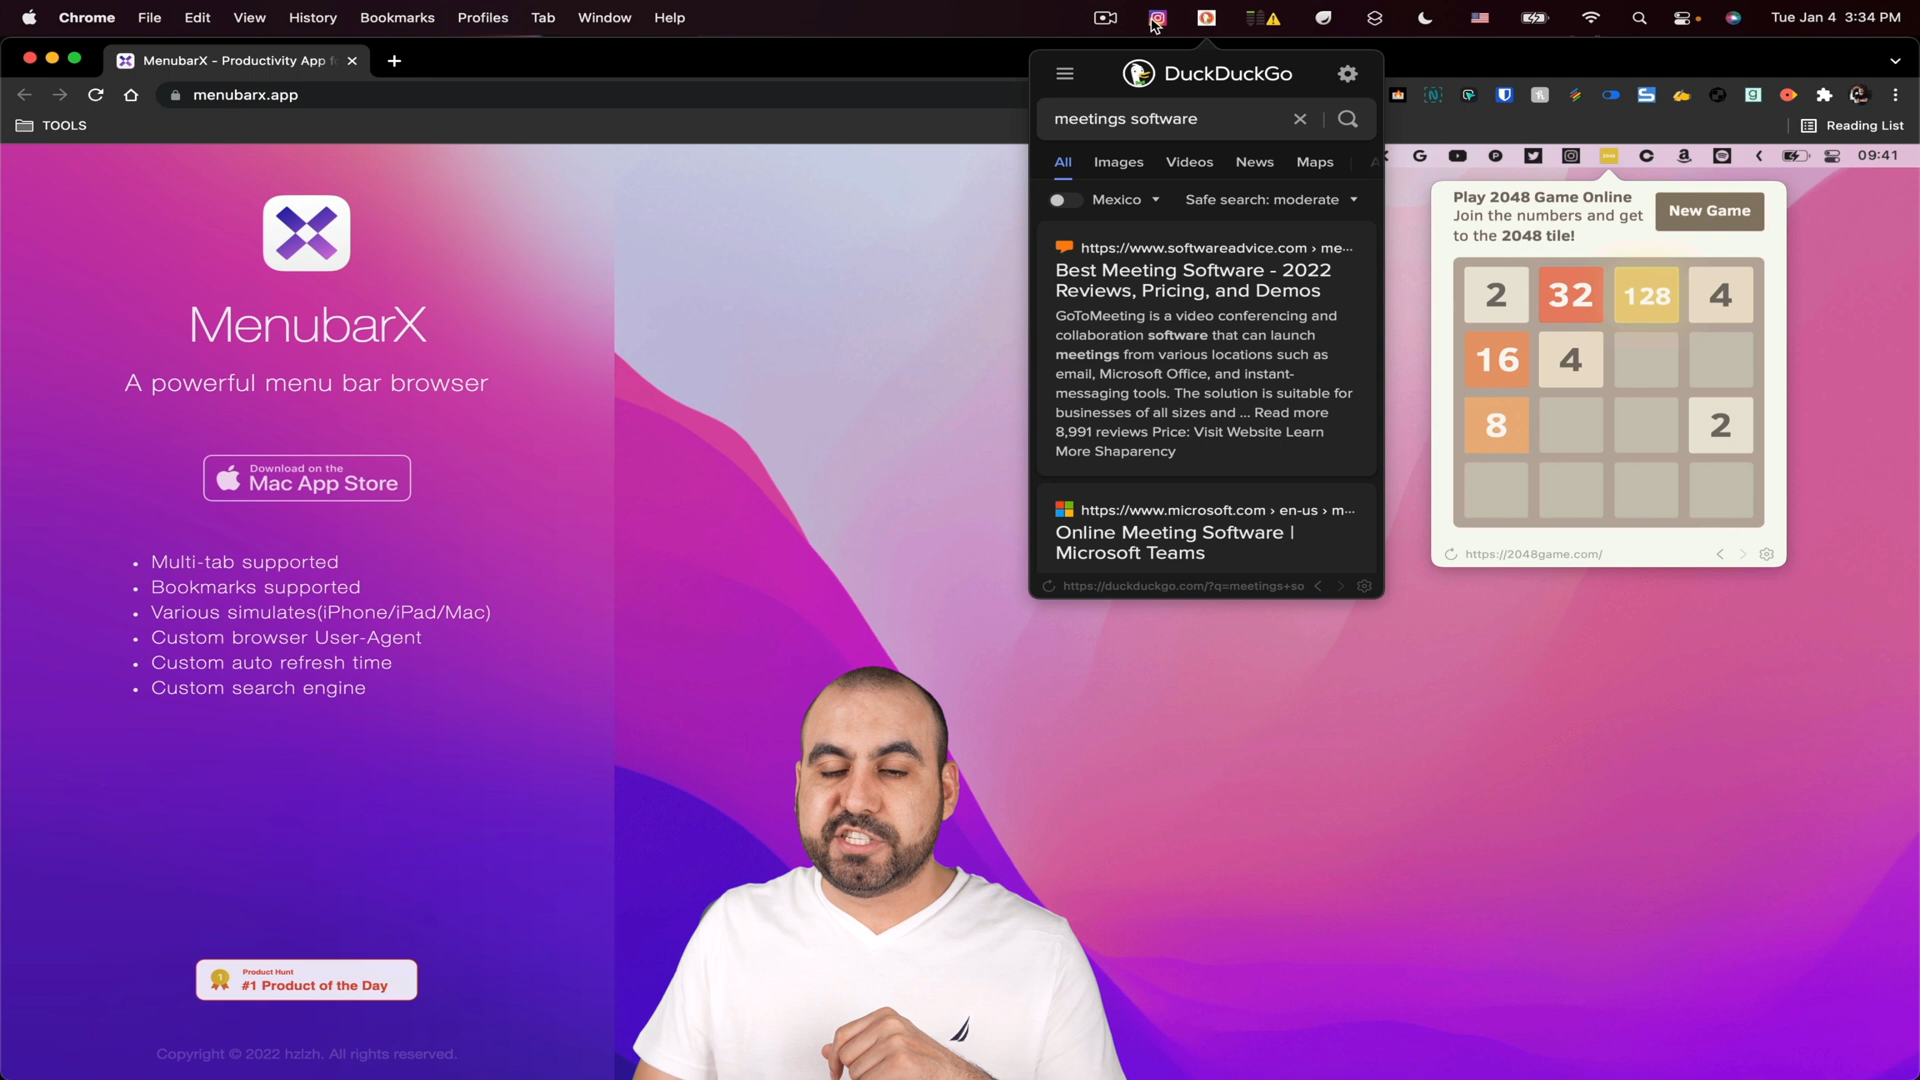 Chrome File Edit View History Bookmarks Profiles Tab Window Help
Tue Jan 4 3:34 PM
MenubarX - Productivity App f
menubarx.app
TOOLS
Reading List
MenubarX
A powerful menu bar browser
Download on the
Mac App Store
Multi-tab supported
Bookmarks supported
Various simulates(iPhone/iPad/Mac)
Custom browser User-Agent
Custom auto refresh time
Custom search engine
1
Product Hunt
#1 Product of the Day
Copyright © 2022 hzlzh. All rights reserved.
DuckDuckGo
meetings software
All Images Videos News Maps
Mexico Safe search: moderate
https://www.softwareadvice.com › me...
Best Meeting Software - 2022
Reviews, Pricing, and Demos
GoToMeeting is a video conferencing and
collaboration software that can launch
meetings from various locations such as
email, Microsoft Office, and instant-
messaging tools. The solution is suitable for
businesses of all sizes and ... Read more
8,991 reviews Price: Visit Website Learn
More Shaparency
https://www.microsoft.com › en-us › m...
Online Meeting Software |
Microsoft Teams
https://duckduckgo.com/?q=meetings+so
09:41
Play 2048 Game Online
Join the numbers and get
to the 2048 tile!
New Game
2 32 128 4
16 4
8 2
https://2048game.com/